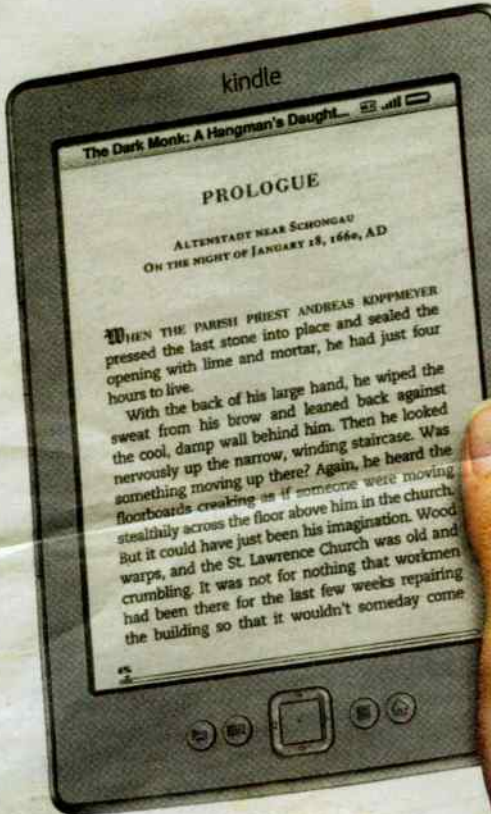 kindle
The Dark Monk: A Hangman's Daught...
PROLOGUE
ALTENSTADT NEAR SCHONGAU
ON THE NIGHT OF JANUARY 18, 1660, AD
WHEN THE PARISH PRIEST ANDREAS KOPPMEYER
pressed the last stone into place and sealed the
opening with lime and mortar, he had just four
hours to live.
With the back of his large hand, he wiped the
sweat from his brow and leaned back against
the cool, damp wall behind him. Then he looked
nervously up the narrow, winding staircase. Was
something moving up there? Again, he heard the
floorboards creaking as if someone were moving
stealthily across the floor above him in the church.
But it could have just been his imagination. Wood
warps, and the St. Lawrence Church was old and
crumbling. It was not for nothing that workmen
had been there for the last few weeks repairing
the building so that it wouldn't someday come